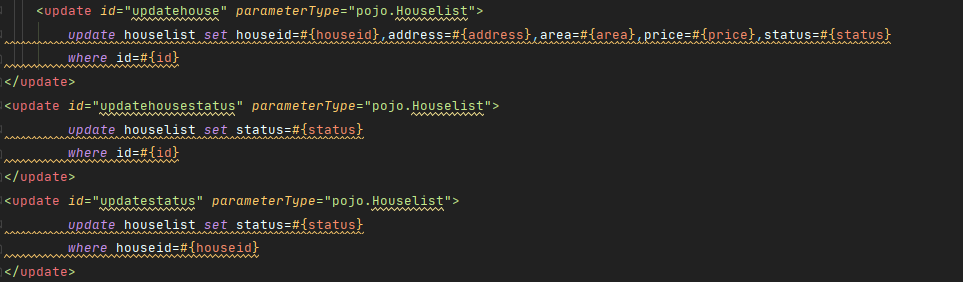 <update id="updatehouse" parameterType="pojo.Houselist">
update houselist set houseid=#{houseid},address=#{address},area=#{area},price=#{price},status=#{status}
where id=#{id}
</update>
<update id="updatehousestatus" parameterType="pojo.Houselist">
update houselist set status=#{status}
where id=#{id}
</update>
<update id="updatestatus" parameterType="pojo.Houselist">
update houselist set status=#{status}
where houseid=#{houseid}
</update>